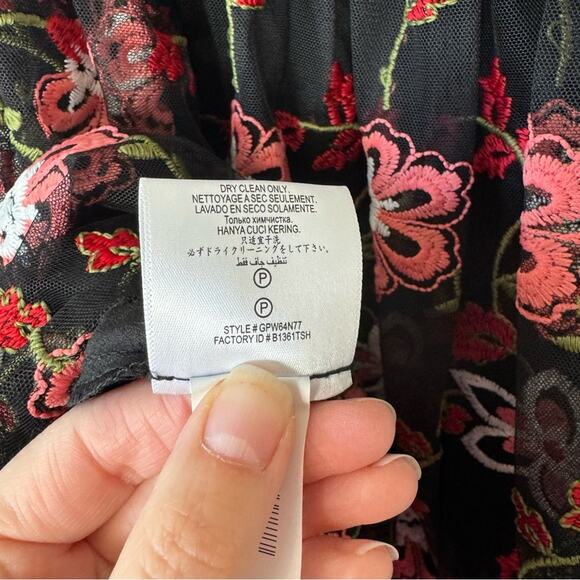 DRY CLEAN ONLY.
NETTOYAGE A SEC SEULEMENT.
LAVADO EN SECO SOLAMENTE.
Только химчистка.
HANYA CUCI KERING.
只适宜干洗
必ずドライクリーニングをして下さい。
تنظيف جاف فقط
P
P
STYLE # GPW64N77
FACTORY ID # B1361TSH